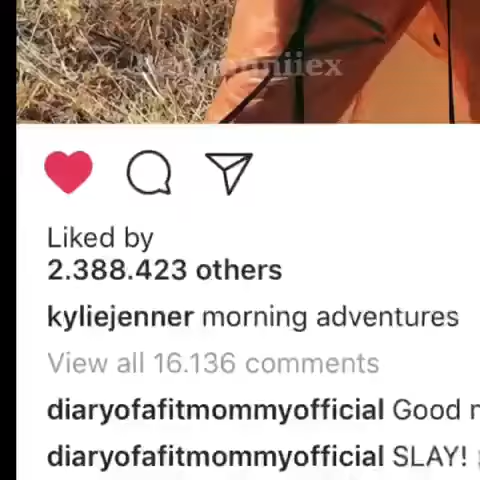 Liked by
2.388.423 others
kyliejenner morning adventures
View all 16.136 comments
diaryofafitmommyofficial Good
diaryofafitmommyofficial SLAY!